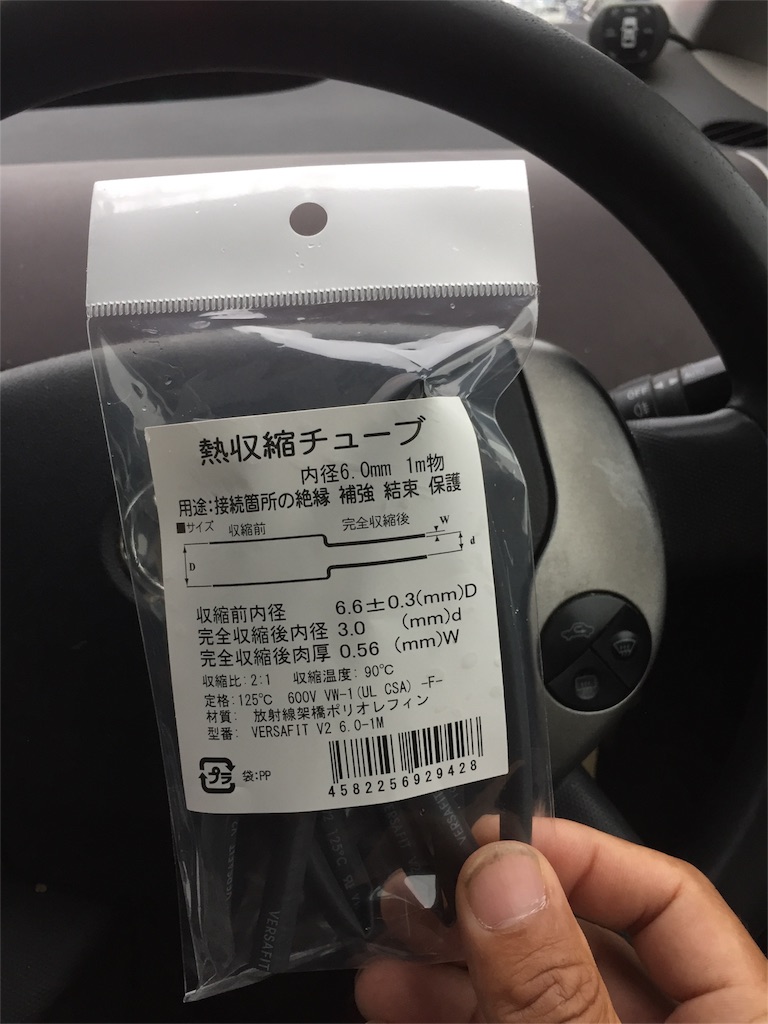 熱収縮チューブ
内径6.0mm 1m物
用途:接続箇所の絶縁 補強 結束 保護
■サイズ 収縮前 完全収縮後 W
D d
収縮前内径 6.6±0.3(mm)D
完全収縮後内径 3.0 (mm)d
完全収縮後肉厚 0.56 (mm)W
収縮比:2:1 収縮温度:90℃
定格:125℃ 600V VW-1(UL CSA) -F-
材質: 放射線架橋ポリオレフィン
型番: VERSAFIT V2 6.0-1M
プラ 袋:PP
4582256929428
125℃
VERSAFIT
VERSAFIT
OFF